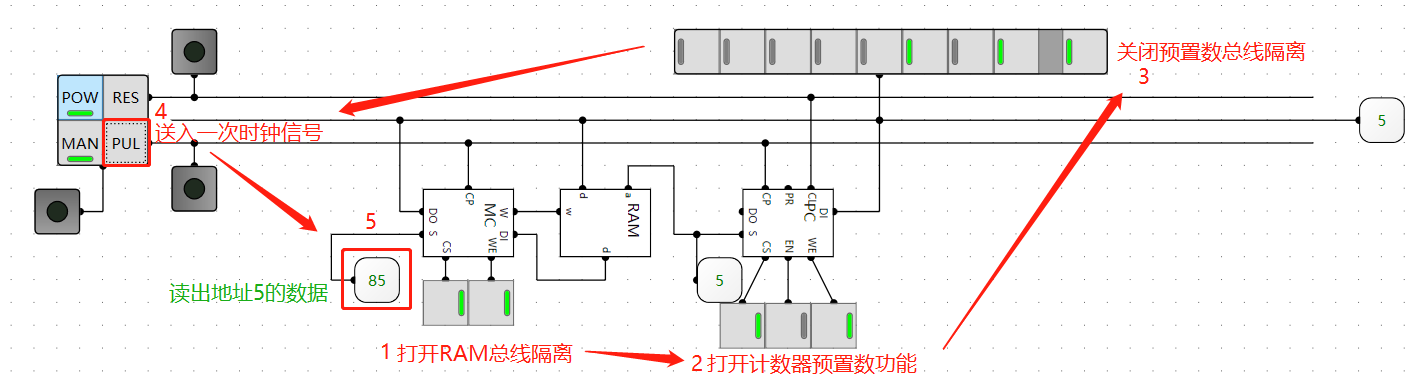 关闭预置数总线隔离
3
POW RES
4
送入一次时钟信号
MAN PUL
5
CP
d
a
CP PR CL DI
DO S MC W DI
w RAM
DO S PC
CS WE
d
CS EN WE
5
85
5
读出地址5的数据
1 打开RAM总线隔离
2 打开计数器预置数功能